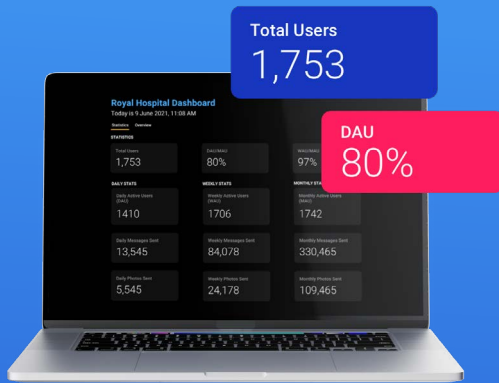 Total Users
1,753
DAU
80%
Royal Hospital Dashboard
Today is 9 June 2021, 11:08 AM
Statistics Overview
STATISTICS
Total Users
1,753
DAU/MAU
80%
WAU/MAU
97%
DAILY STATS
WEEKLY STATS
MONTHLY STA
Daily Active Users
(DAU)
1410
Weekly Active Users
(WAU)
1706
Monthly Active Users
(MAU)
1742
Daily Messages Sent
13,545
Weekly Messages Sent
84,078
Monthly Messages Sent
330,465
Daily Photos Sent
5,545
Weekly Photos Sent
24,178
Monthly Photos Sent
109,465